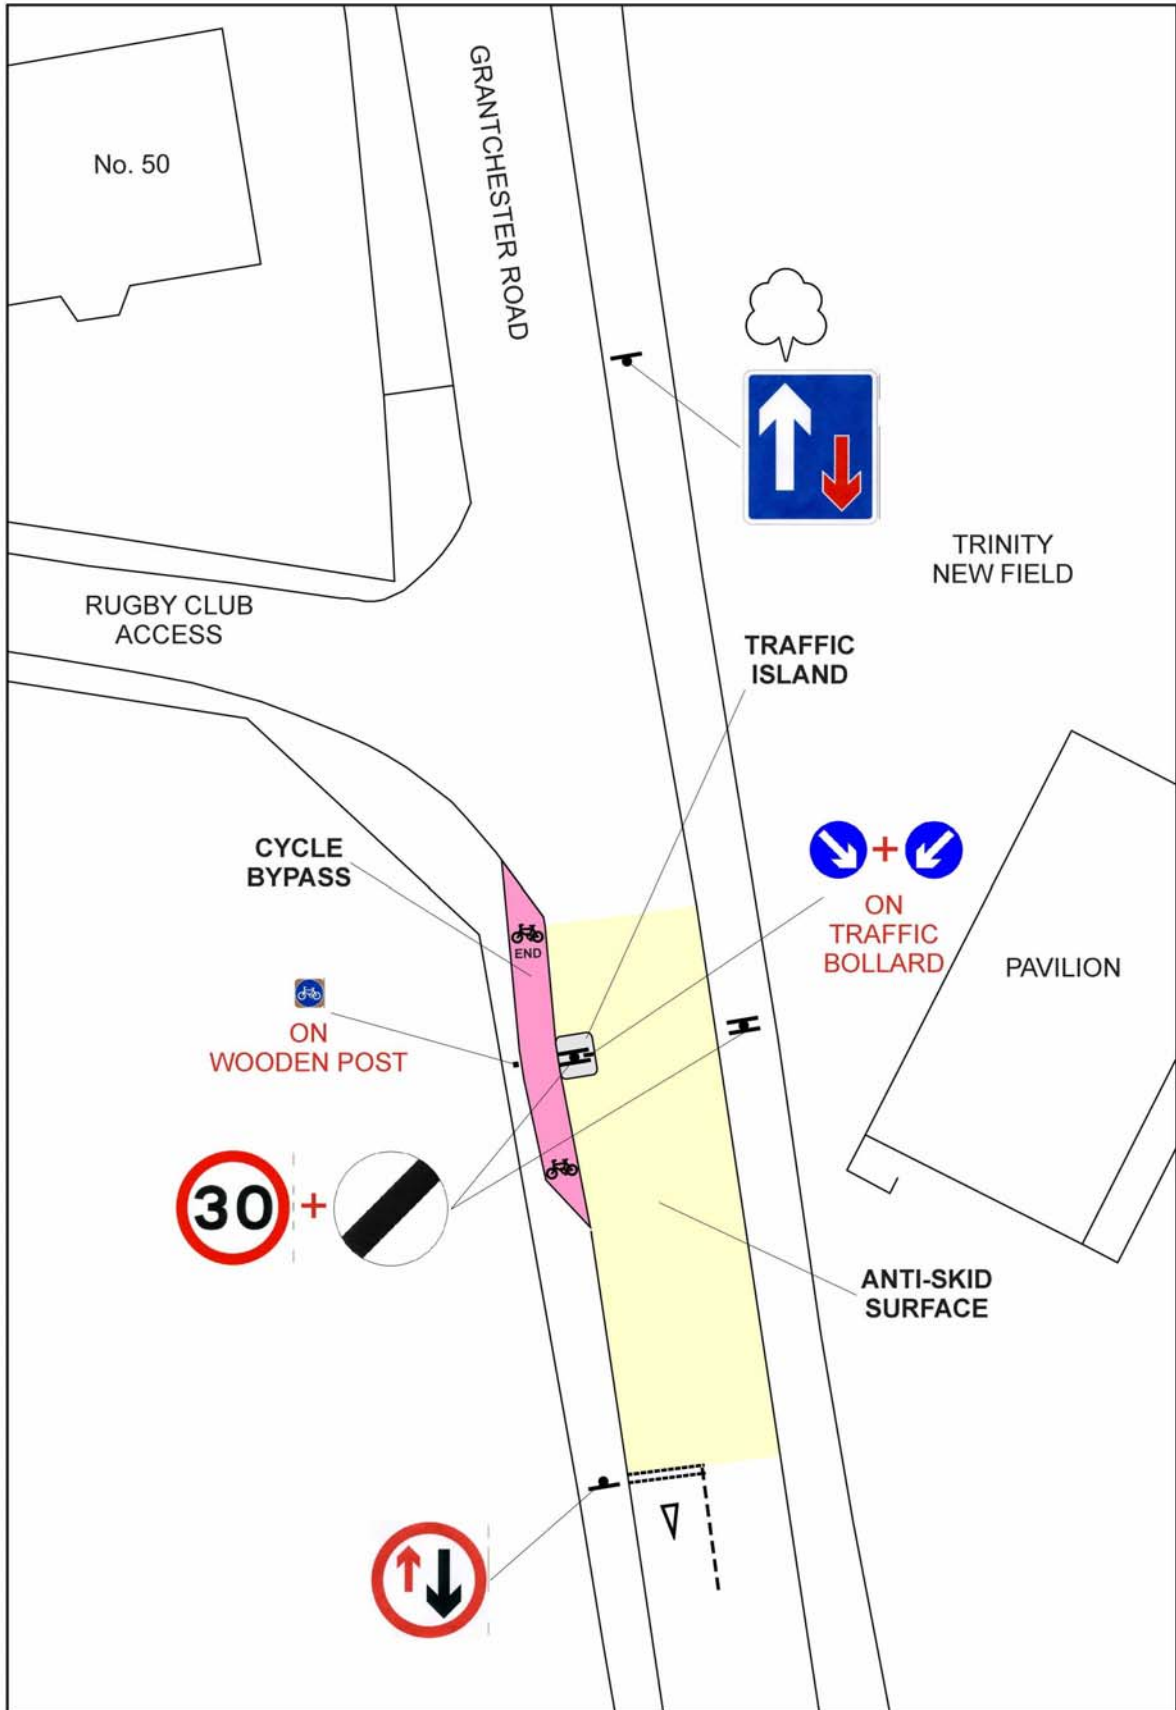 GRANTCHESTER ROAD
No. 50
TRINITY
NEW FIELD
RUGBY CLUB
ACCESS
TRAFFIC
ISLAND
CYCLE
BYPASS
+
ON
TRAFFIC
BOLLARD
END
PAVILION
ON
WOODEN POST
30 +
ANTI-SKID
SURFACE